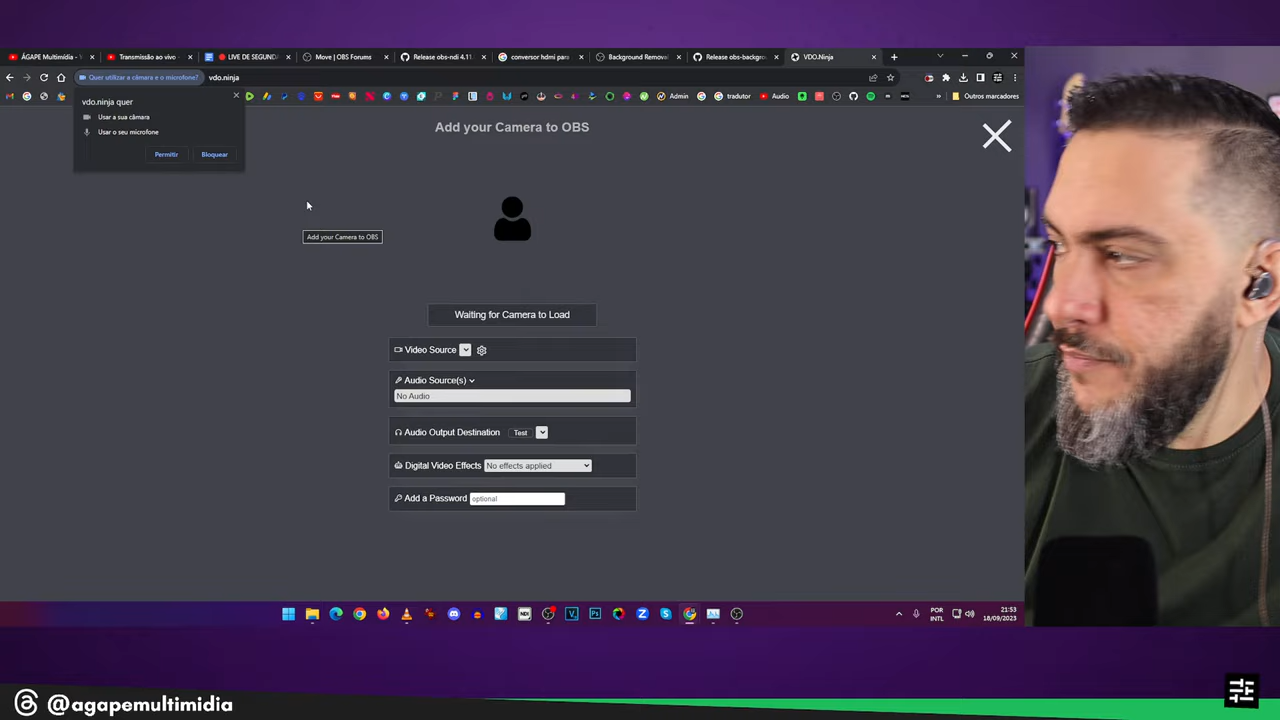 ÁGAPE Multimídia - V
Transmissão ao vivo -
LIVE DE SEGUND
Move | OBS Forums
Release obs-ndi 4.11.
conversor hdmi para
Background Removal
Release obs-backgro
VDO.Ninja
Quer utilizar a câmara e o microfone?
vdo.ninja
Admin
tradutor
Audio
Outros marcadores
vdo.ninja quer
Usar a sua câmara
Usar o seu microfone
Permitir
Bloquear
Add your Camera to OBS
Add your Camera to OBS
Waiting for Camera to Load
Video Source
Audio Source(s)
No Audio
Audio Output Destination
Test
Digital Video Effects
No effects applied
Add a Password
optional
POR
INTL
21:53
18/09/2023
@agapemultimidia